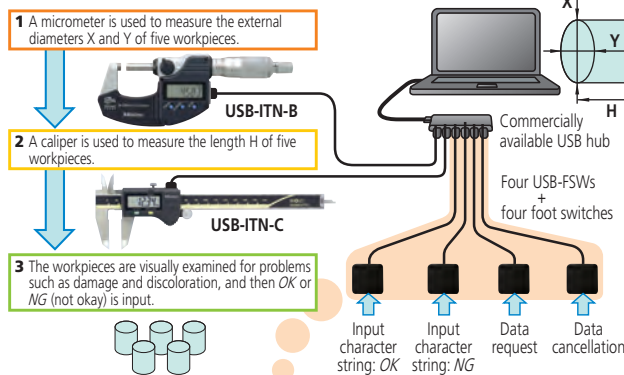 1 A micrometer is used to measure the external
diameters X and Y of five workpieces.
USB-ITN-B
2 A caliper is used to measure the length H of five
workpieces.
USB-ITN-C
3 The workpieces are visually examined for problems
such as damage and discoloration, and then OK or
NG (not okay) is input.
X
Y
H
Commercially
available USB hub
Four USB-FSWs
+
four foot switches
Input
character
string: OK
Input
character
string: NG
Data
request
Data
cancellation